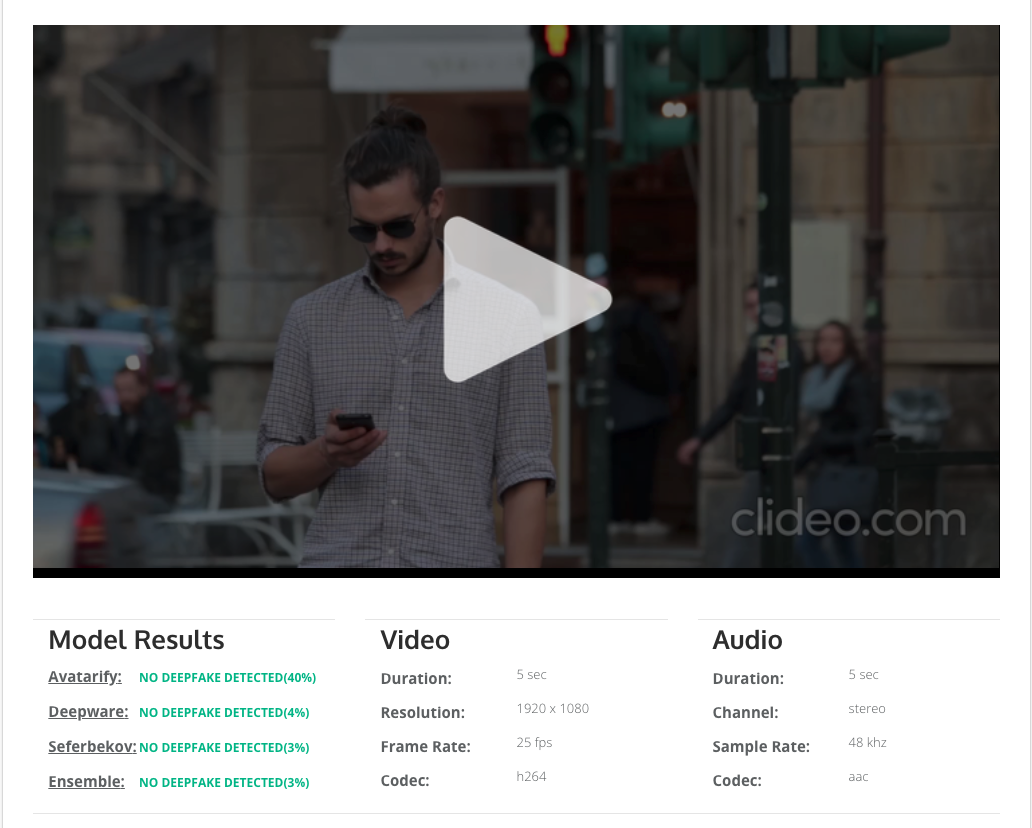 clideo.com
Model Results
Avatarify: NO DEEPFAKE DETECTED(40%)
Deepware: NO DEEPFAKE DETECTED(4%)
Seferbekov: NO DEEPFAKE DETECTED(3%)
Ensemble: NO DEEPFAKE DETECTED(3%)
Video
Duration: 5 sec
Resolution: 1920 x 1080
Frame Rate: 25 fps
Codec: h264
Audio
Duration: 5 sec
Channel: stereo
Sample Rate: 48 khz
Codec: aac